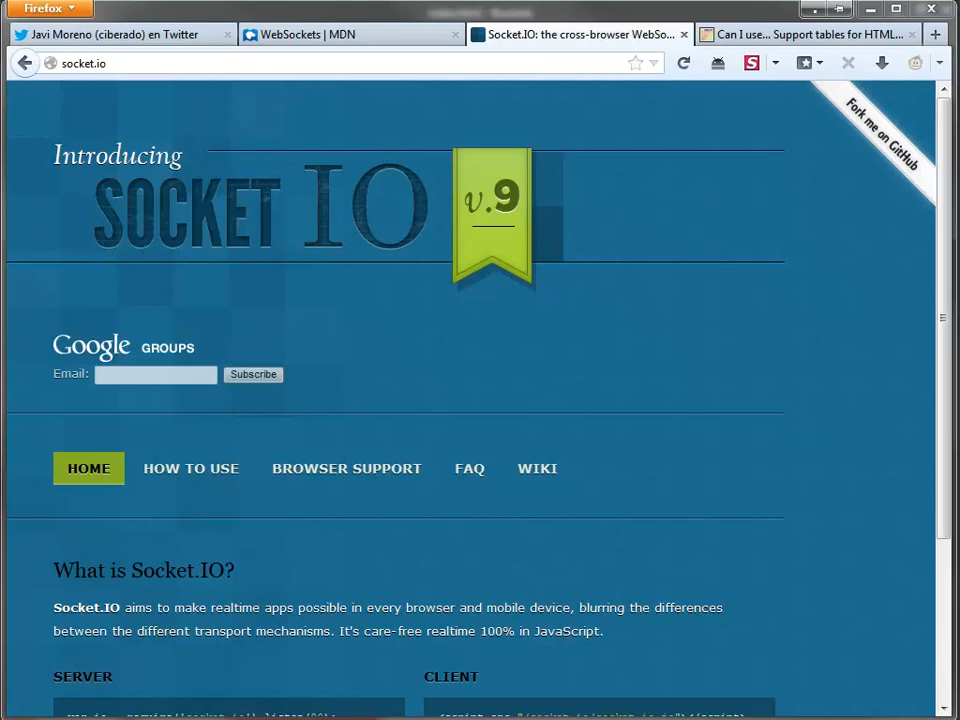 Firefox
Javi Moreno (ciberado) en Twitter
WebSockets | MDN
Socket.IO: the cross-browser WebSo...
Can I use... Support tables for HTML...
socket.io
Fork me on GitHub
Introducing
SOCKET IO
v.9
Google GROUPS
Email:
Subscribe
HOME
HOW TO USE
BROWSER SUPPORT
FAQ
WIKI
What is Socket.IO?
Socket.IO aims to make realtime apps possible in every browser and mobile device, blurring the differences
between the different transport mechanisms. It's care-free realtime 100% in JavaScript.
SERVER
CLIENT